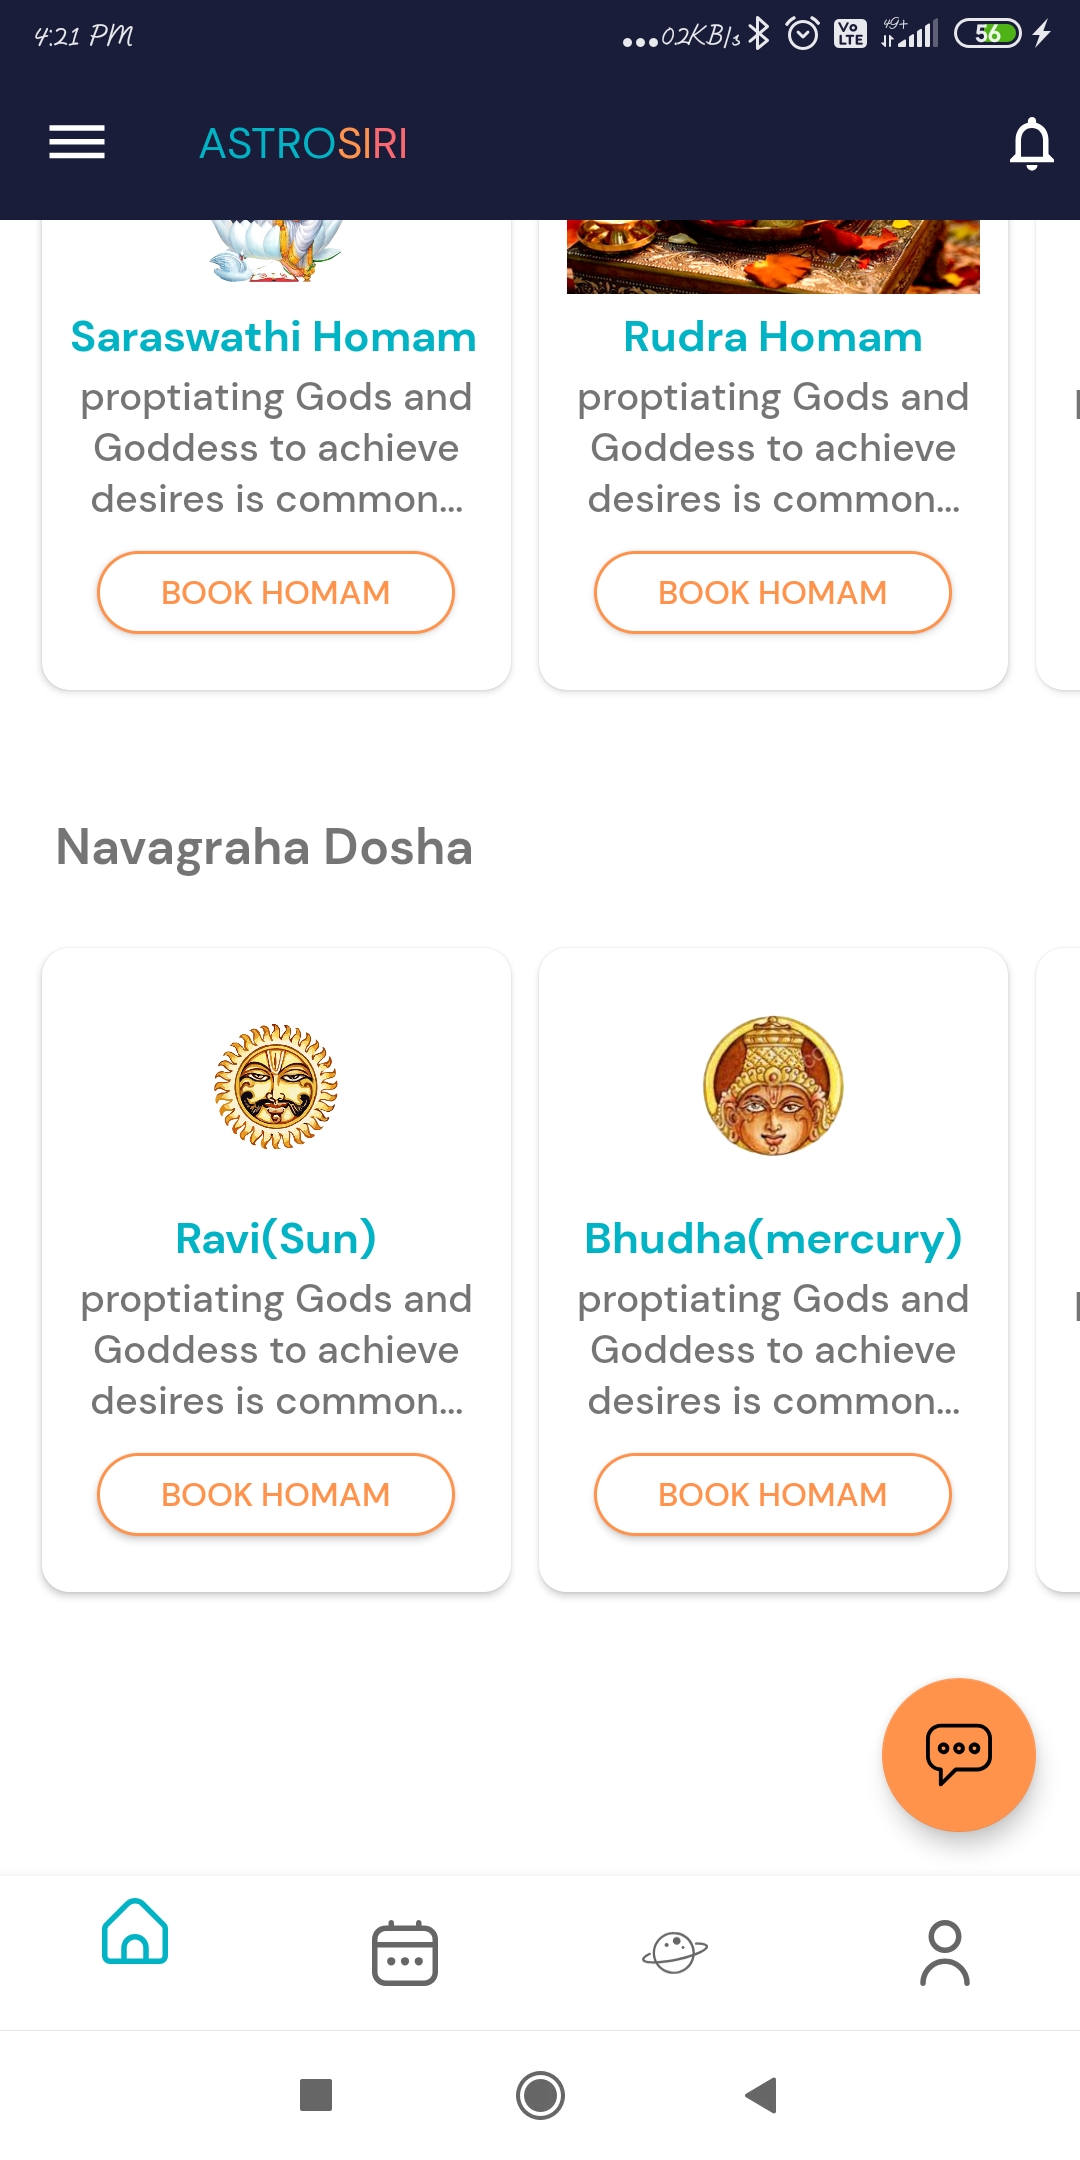 4:21 PM
...02KB/s
Vo
LTE
4G+
56
ASTROSIRI
Saraswathi Homam
proptiating Gods and
Goddess to achieve
desires is common...
BOOK HOMAM
Rudra Homam
proptiating Gods and
Goddess to achieve
desires is common...
BOOK HOMAM
Navagraha Dosha
Ravi(Sun)
proptiating Gods and
Goddess to achieve
desires is common...
BOOK HOMAM
Bhudha(mercury)
proptiating Gods and
Goddess to achieve
desires is common...
BOOK HOMAM